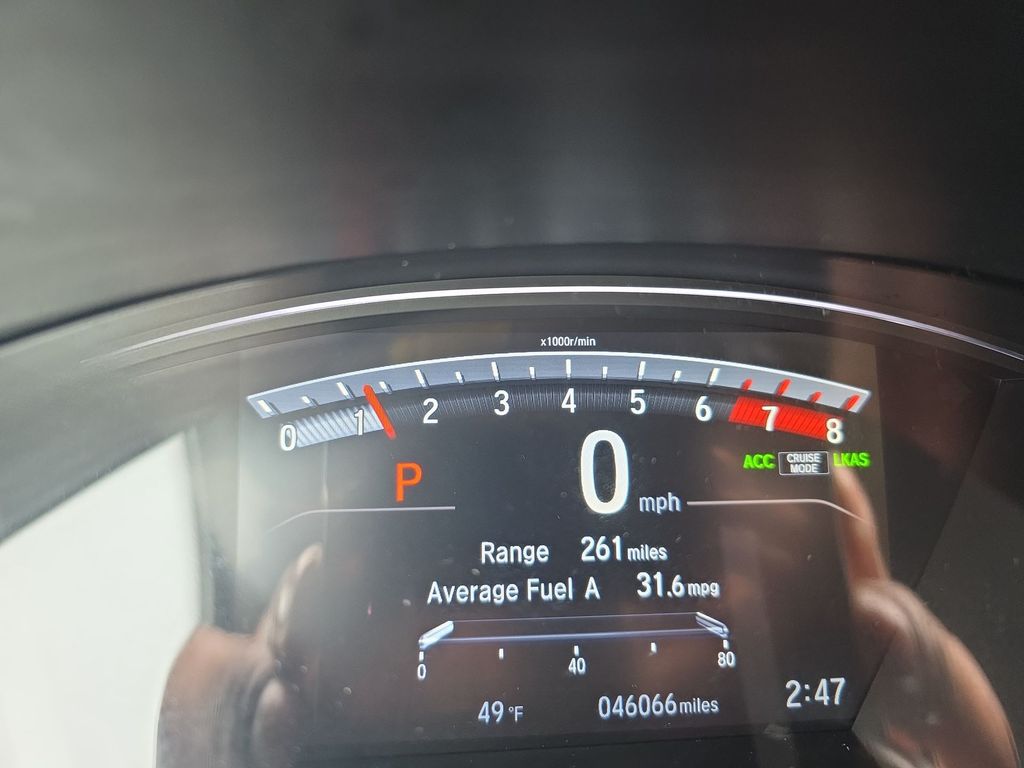 x1000r/min
0 1 2 3 4 5 6 7 8
P 0 mph ACC CRUISE MODE LKAS
Range 261 miles
Average Fuel A 31.6 mpg
0 40 80
49 °F 046066 miles 2:47